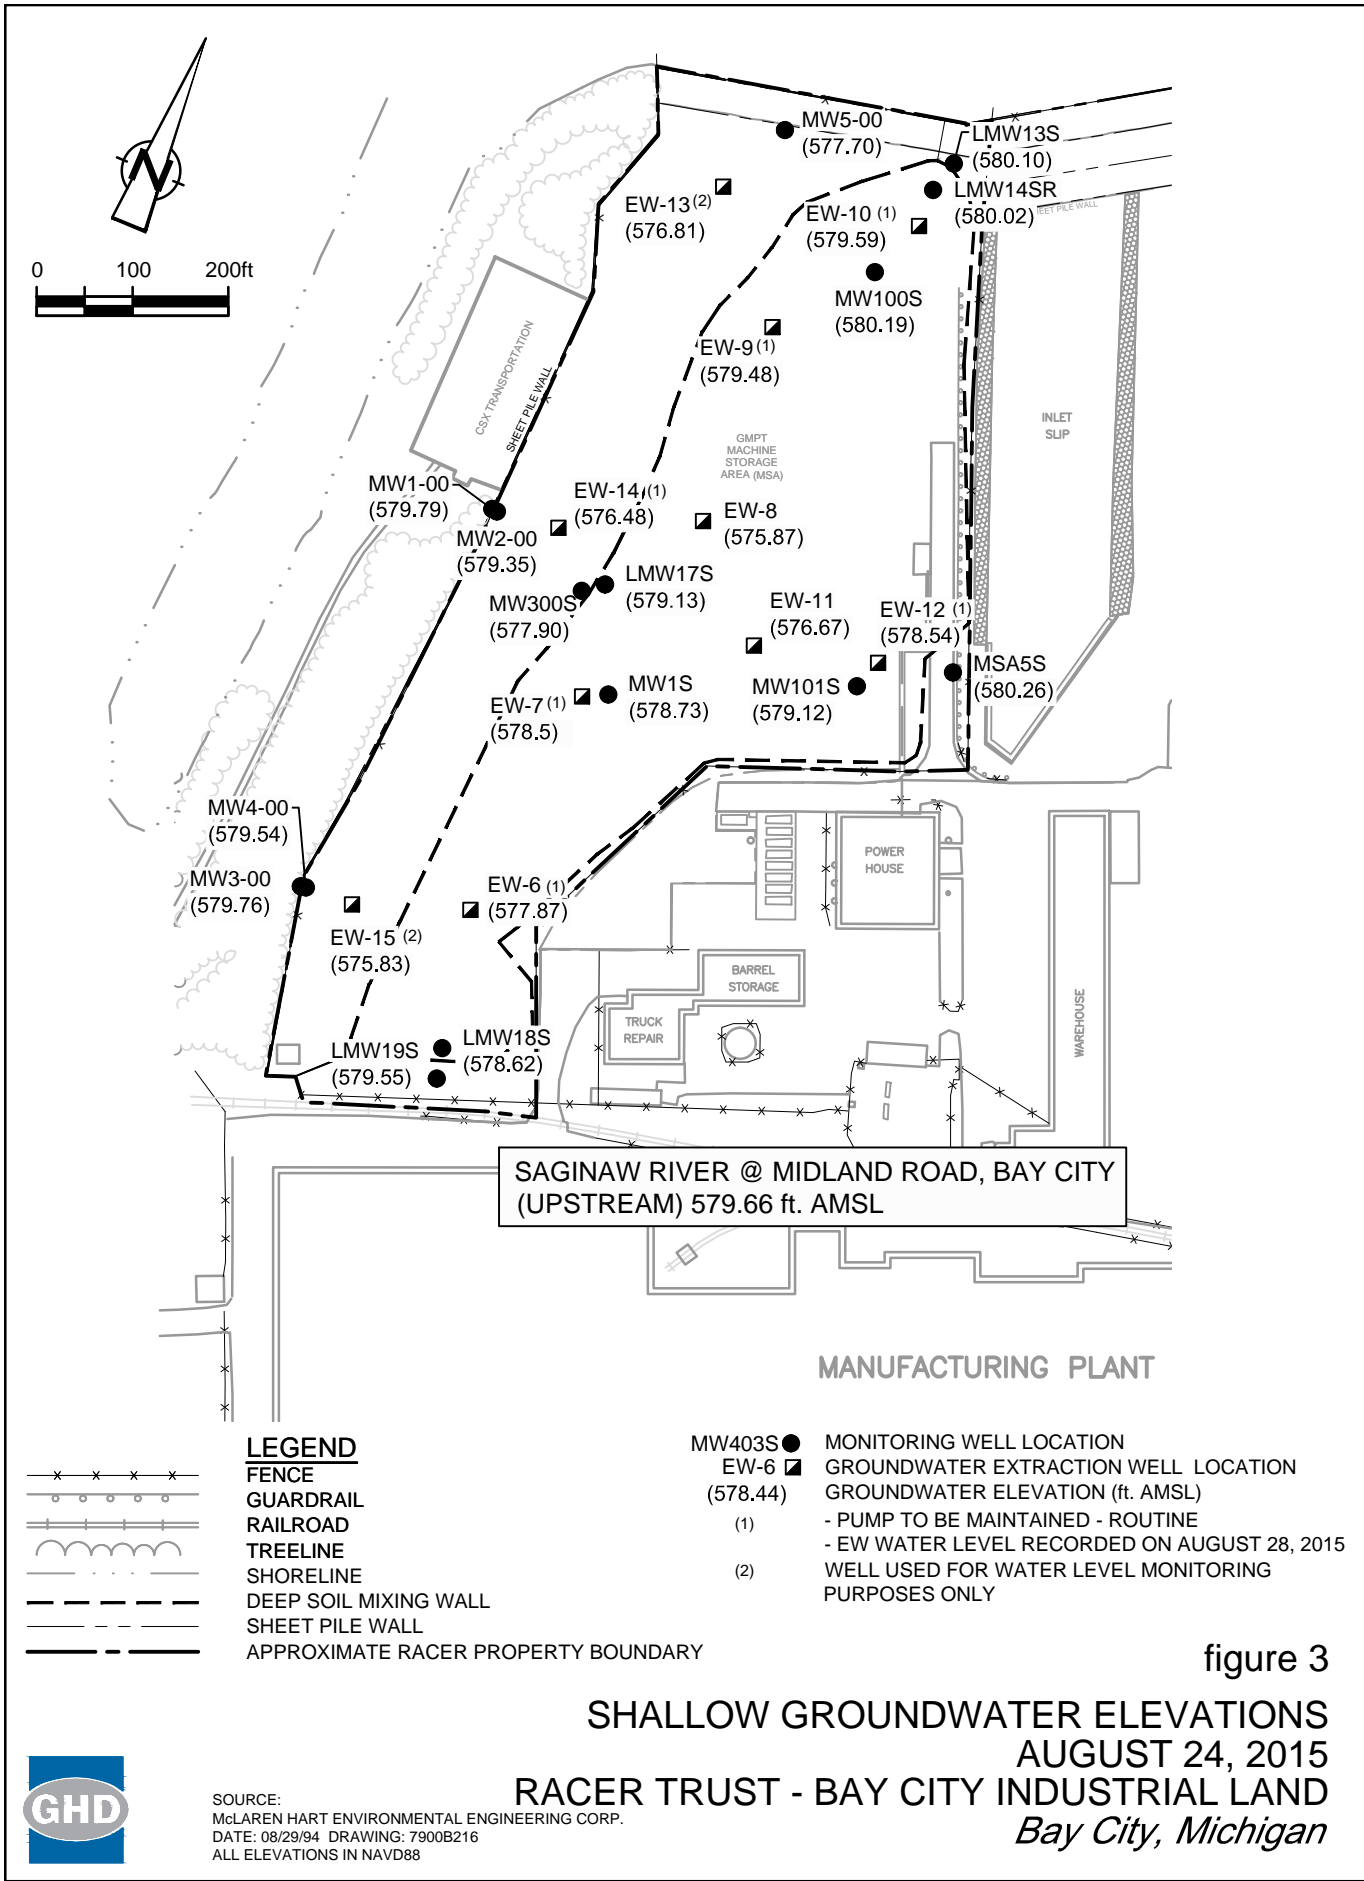 N
0 100 200ft
MW5-00
(577.70)
LMW13S
(580.10)
LMW14SR
(580.02)
EW-13 (2)
(576.81)
EW-10 (1)
(579.59)
MW100S
(580.19)
EW-9 (1)
(579.48)
CSX TRANSPORTATION
SHEET PILE WALL
GMPT
MACHINE
STORAGE
AREA (MSA)
INLET
SLIP
MW1-00
(579.79)
MW2-00
(579.35)
EW-14 (1)
(576.48)
EW-8
(575.87)
LMW17S
(579.13)
MW300S
(577.90)
EW-11
(576.67)
EW-12 (1)
(578.54)
MSA5S
(580.26)
MW101S
(579.12)
MW1S
(578.73)
EW-7 (1)
(578.5)
MW4-00
(579.54)
MW3-00
(579.76)
EW-6 (1)
(577.87)
EW-15 (2)
(575.83)
POWER
HOUSE
BARREL
STORAGE
TRUCK
REPAIR
WAREHOUSE
LMW18S
(578.62)
LMW19S
(579.55)
SAGINAW RIVER @ MIDLAND ROAD, BAY CITY
(UPSTREAM) 579.66 ft. AMSL
MANUFACTURING PLANT
LEGEND
FENCE
GUARDRAIL
RAILROAD
TREELINE
SHORELINE
DEEP SOIL MIXING WALL
SHEET PILE WALL
APPROXIMATE RACER PROPERTY BOUNDARY
MW403S MONITORING WELL LOCATION
EW-6 GROUNDWATER EXTRACTION WELL LOCATION
(578.44) GROUNDWATER ELEVATION (ft. AMSL)
(1) - PUMP TO BE MAINTAINED - ROUTINE
- EW WATER LEVEL RECORDED ON AUGUST 28, 2015
(2) WELL USED FOR WATER LEVEL MONITORING
PURPOSES ONLY
figure 3
SHALLOW GROUNDWATER ELEVATIONS
AUGUST 24, 2015
RACER TRUST - BAY CITY INDUSTRIAL LAND
Bay City, Michigan
GHD
SOURCE:
McLAREN HART ENVIRONMENTAL ENGINEERING CORP.
DATE: 08/29/94 DRAWING: 7900B216
ALL ELEVATIONS IN NAVD88